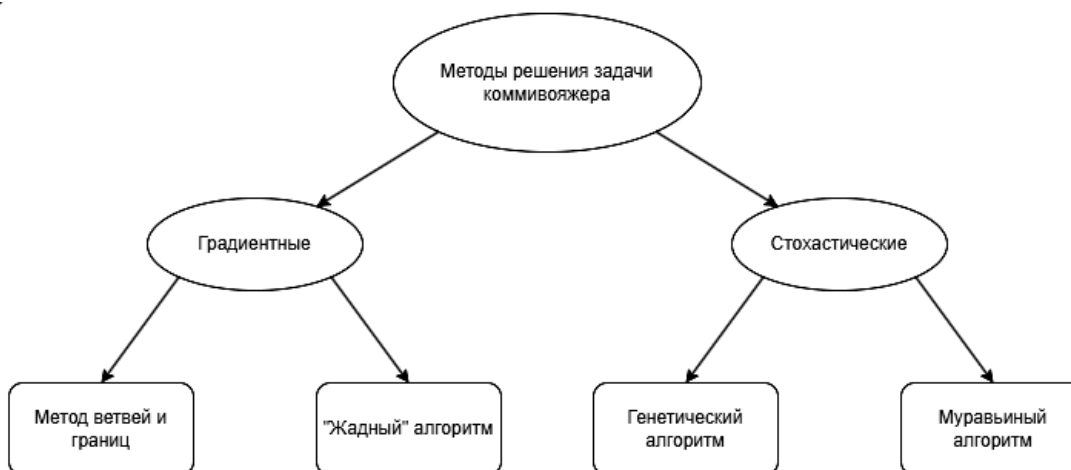 Методы решения задачи
коммивояжера
Градиентные
Стохастические
Метод ветвей и
границ
"Жадный" алгоритм
Генетический
алгоритм
Муравьиный
алгоритм